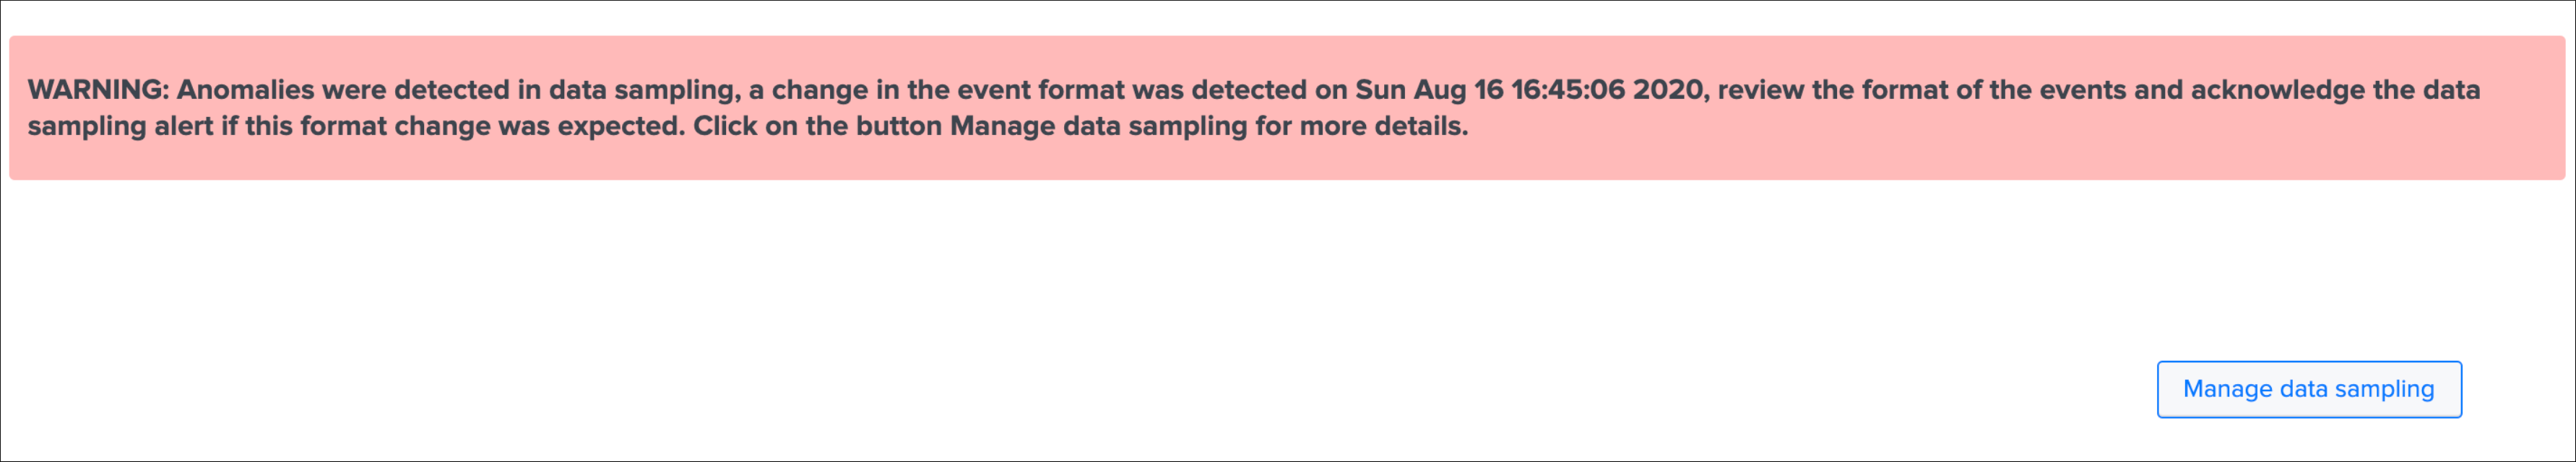 WARNING: Anomalies were detected in data sampling, a change in the event format was detected on Sun Aug 16 16:45:06 2020, review the format of the events and acknowledge the data
sampling alert if this format change was expected. Click on the button Manage data sampling for more details.
Manage data sampling